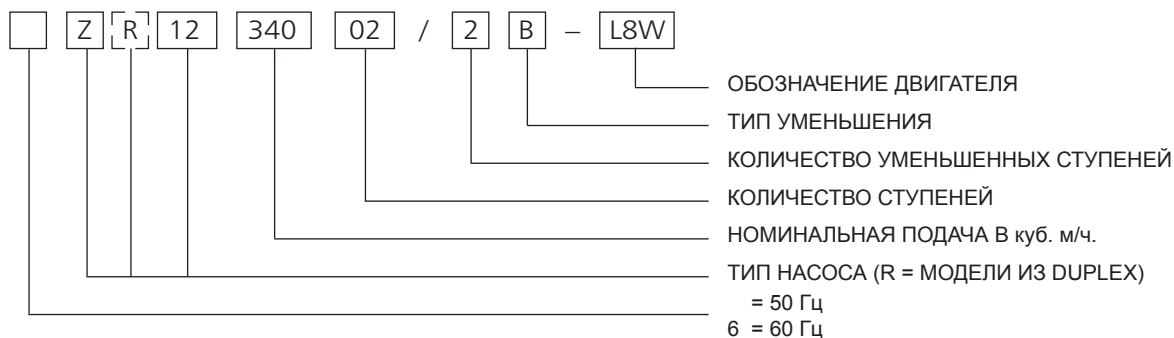 Z R 12 340 02 / 2 B – L8W
ОБОЗНАЧЕНИЕ ДВИГАТЕЛЯ
ТИП УМЕНЬШЕНИЯ
КОЛИЧЕСТВО УМЕНЬШЕННЫХ СТУПЕНЕЙ
КОЛИЧЕСТВО СТУПЕНЕЙ
НОМИНАЛЬНАЯ ПОДАЧА В куб. м/ч.
ТИП НАСОСА (R = МОДЕЛИ ИЗ DUPLEX)
= 50 Гц
6 = 60 Гц